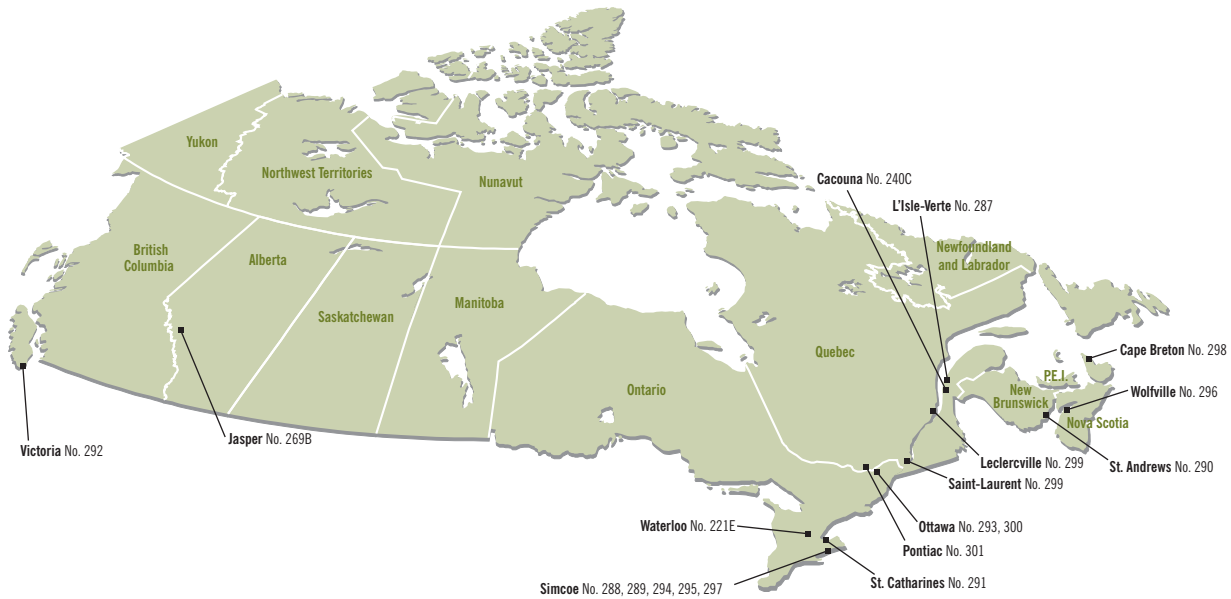 Yukon
Northwest Territories
Nunavut
Cacouna No. 240C
L'Isle-Verte No. 287
British
Columbia
Alberta
Newfoundland
and Labrador
Saskatchewan
Manitoba
Quebec
Ontario
Cape Breton No. 298
P.E.I.
New
Brunswick
Wolfville No. 296
Nova Scotia
Victoria No. 292
Jasper No. 269B
Leclercville No. 299
St. Andrews No. 290
Saint-Laurent No. 299
Waterloo No. 221E
Ottawa No. 293, 300
Pontiac No. 301
St. Catharines No. 291
Simcoe No. 288, 289, 294, 295, 297